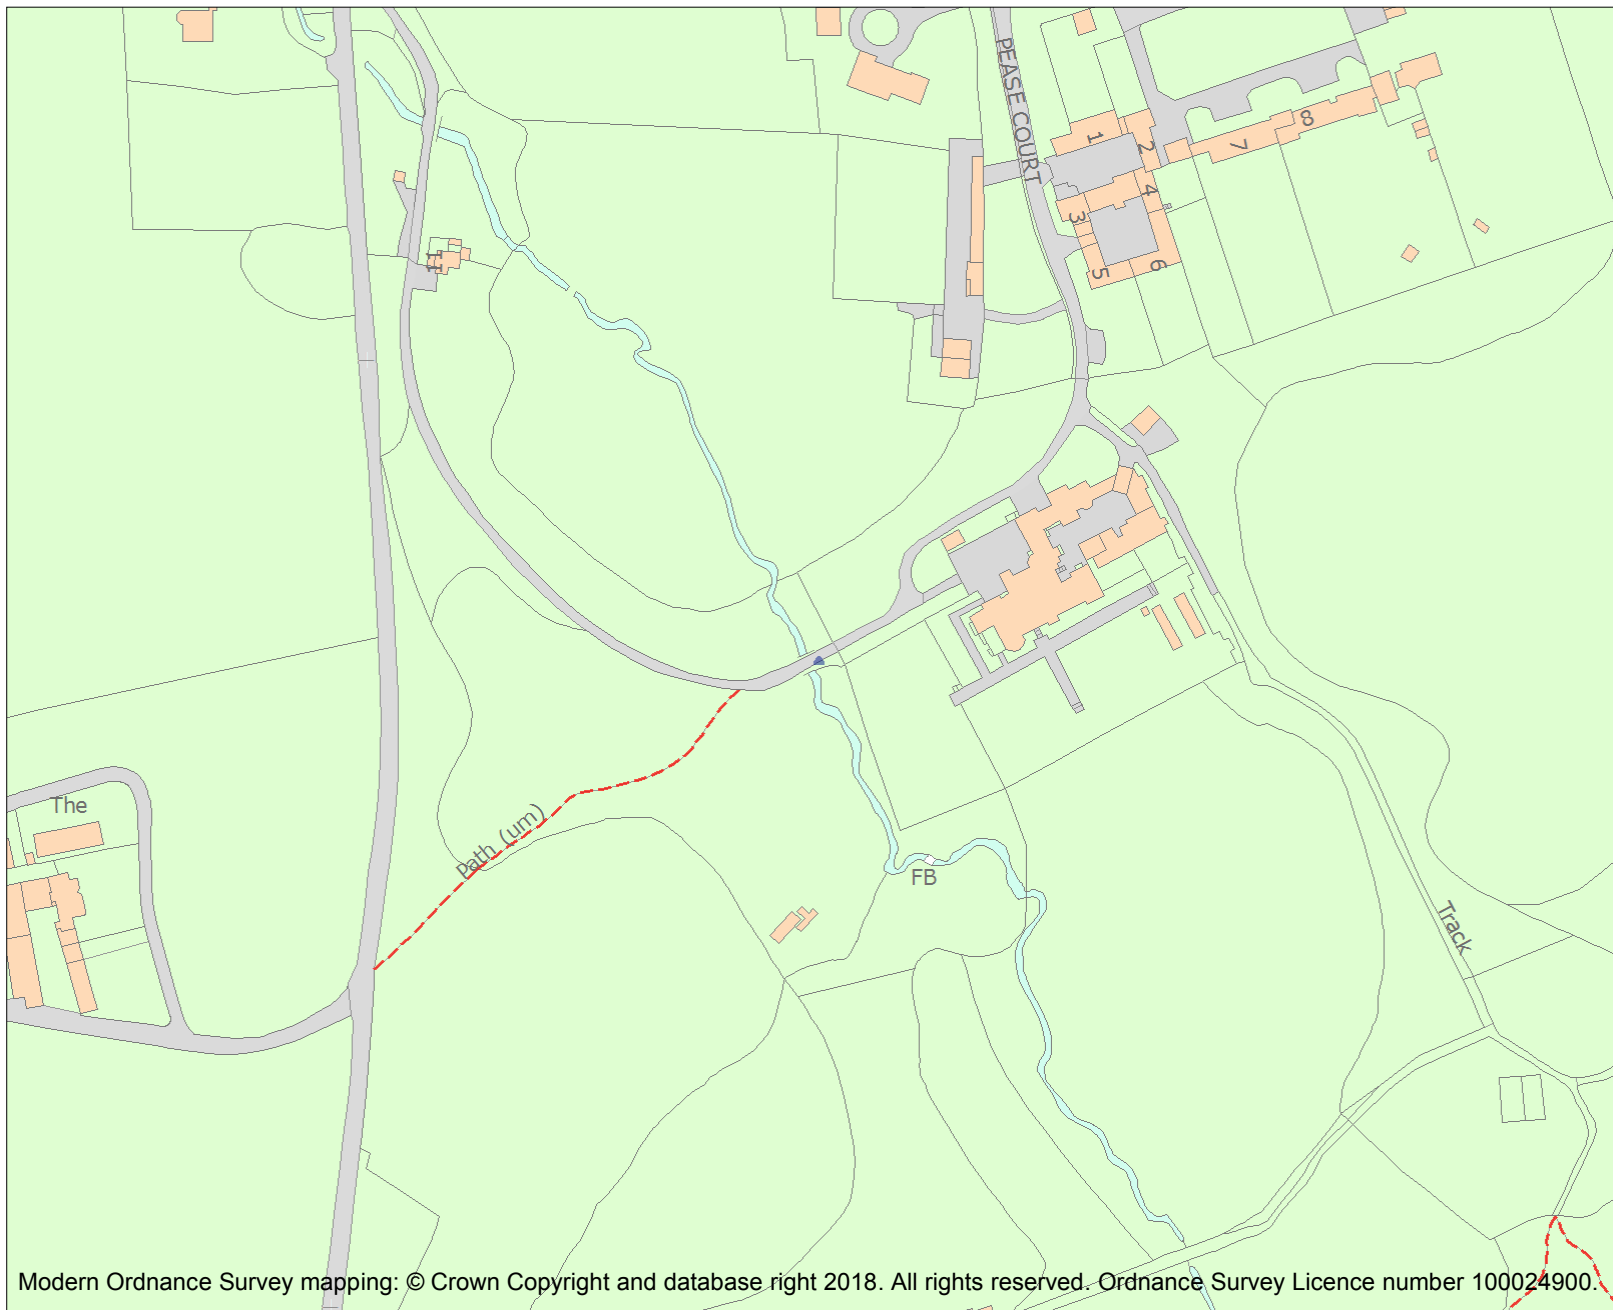 PEASE COURT
1
2
8
7
4
3
6
5
11
The
Path (um)
FB
Track
Modern Ordnance Survey mapping: © Crown Copyright and database right 2018. All rights reserved. Ordnance Survey Licence number 100024900.